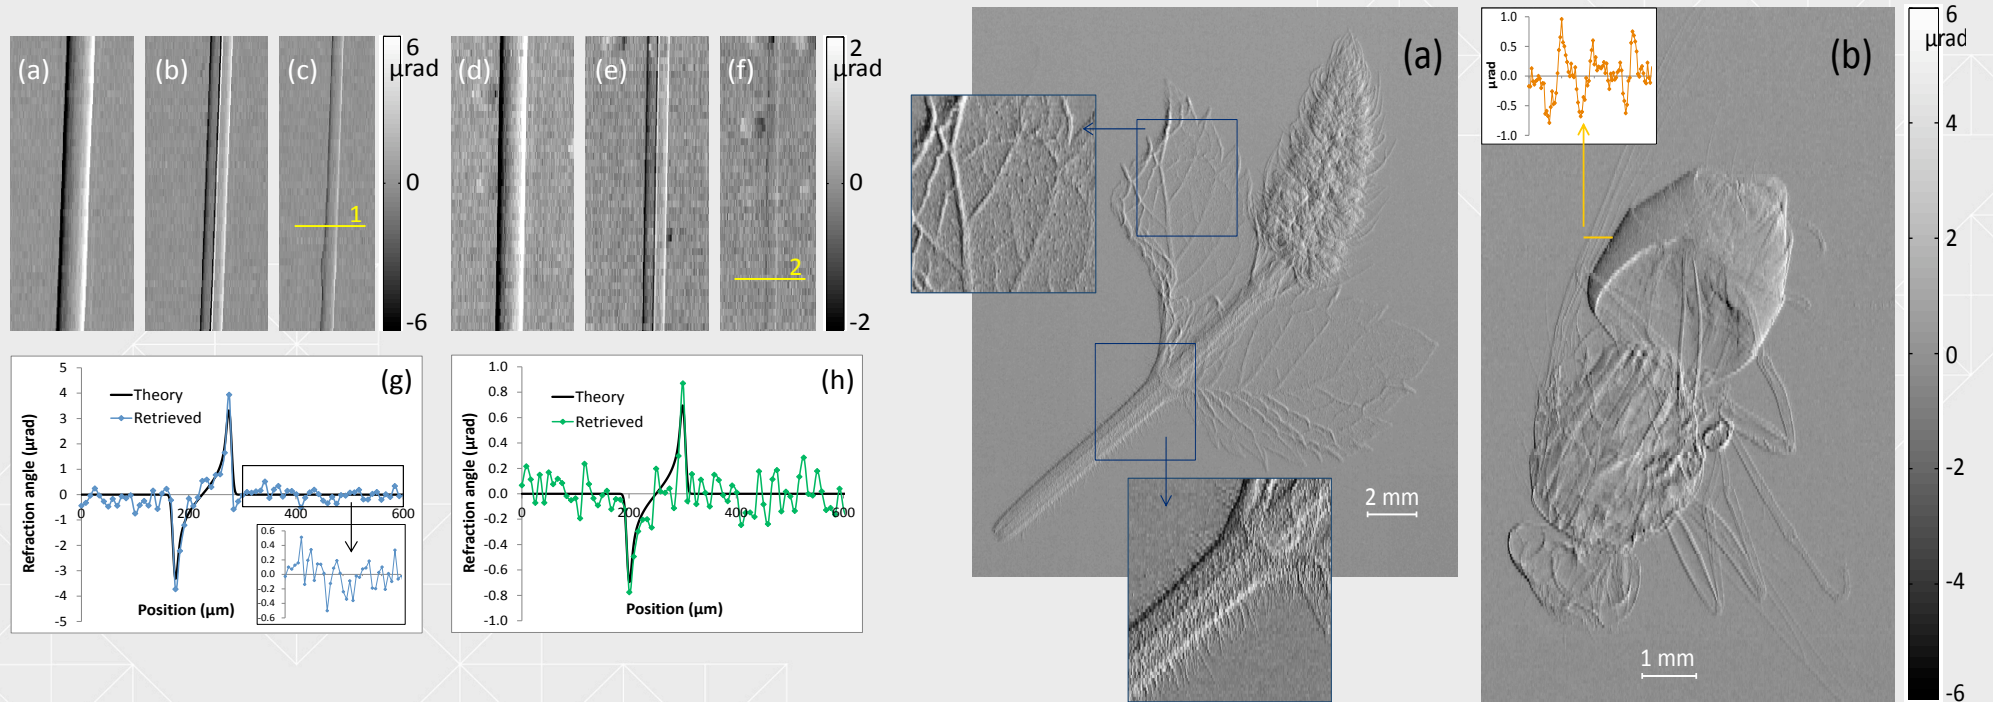 (a)
(b)
(c)
6
µrad
0
-6
1
(d)
(e)
(f)
2
µrad
0
-2
2
(g)
5
4
3
2
1
0
-1
-2
-3
-4
-5
Refraction angle (µrad)
Theory
Retrieved
0
200
400
600
Position (µm)
0.6
0.4
0.2
0.0
-0.2
-0.4
-0.6
(h)
1.0
0.8
0.6
0.4
0.2
0.0
-0.2
-0.4
-0.6
-0.8
-1.0
Refraction angle (µrad)
Theory
Retrieved
0
200
400
600
Position (µm)
(a)
2 mm
1.0
0.5
0.0
-0.5
-1.0
µrad
(b)
1 mm
6
µrad
4
2
0
-2
-4
-6